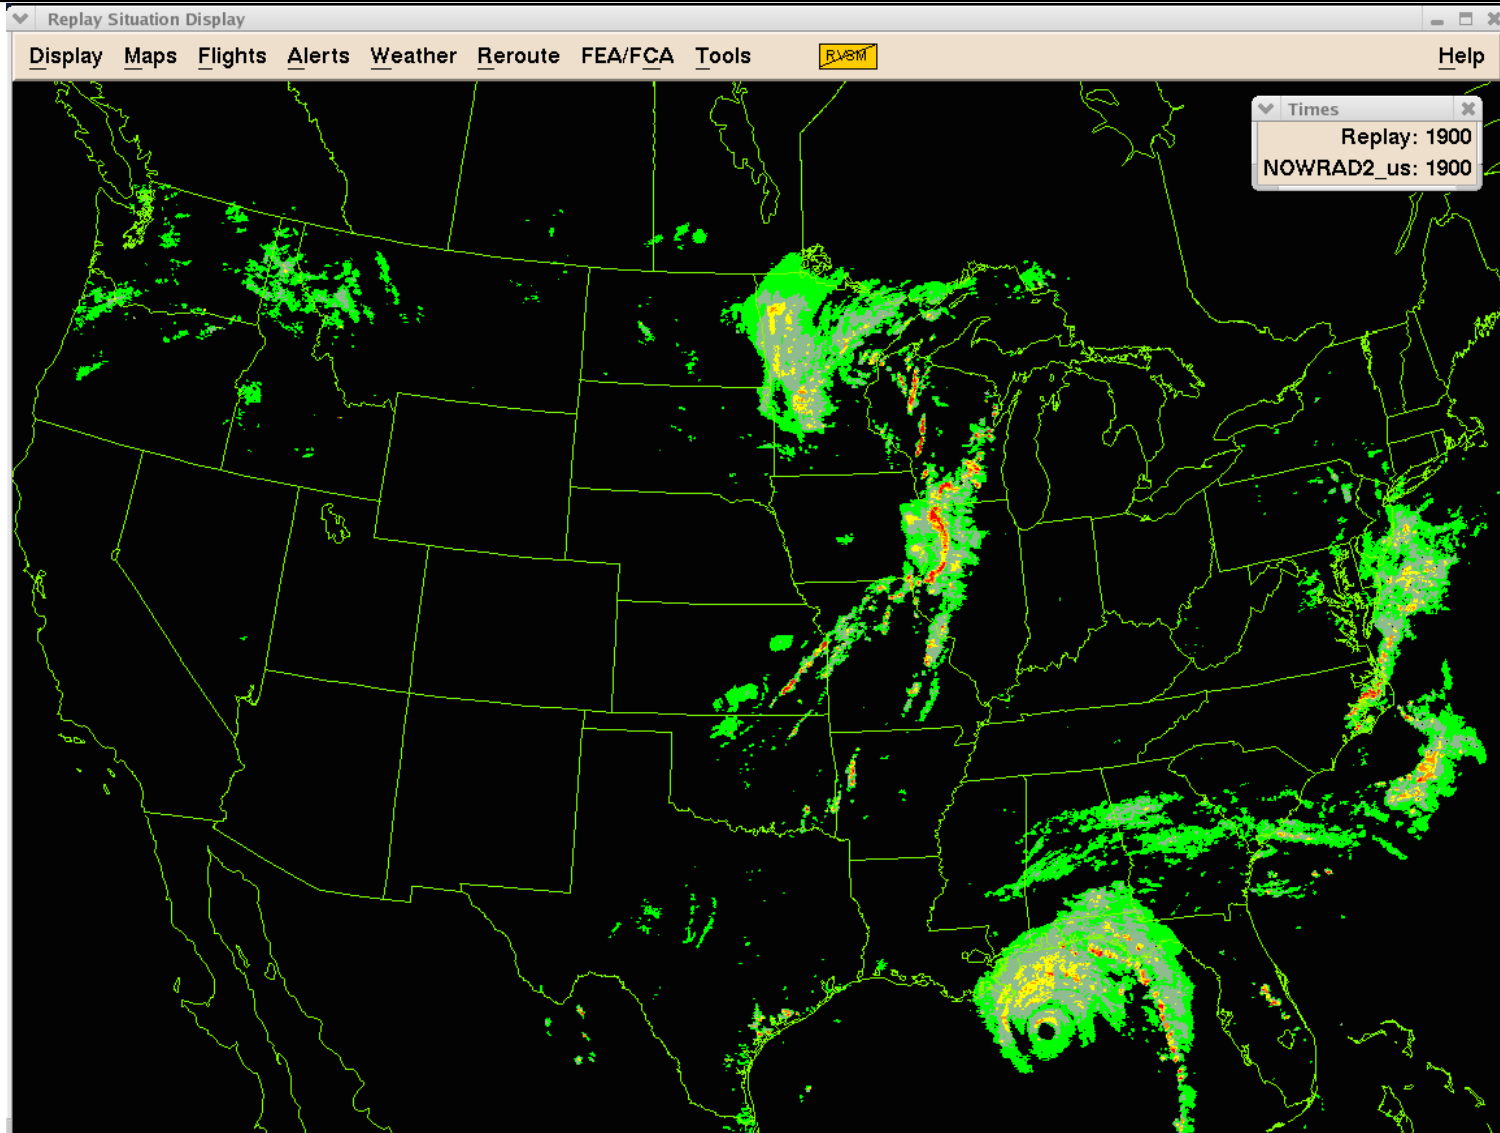 Replay Situation Display
Display Maps Flights Alerts Weather Reroute FEA/FCA Tools RVSM Help
Times
Replay: 1900
NOWRAD2_us: 1900